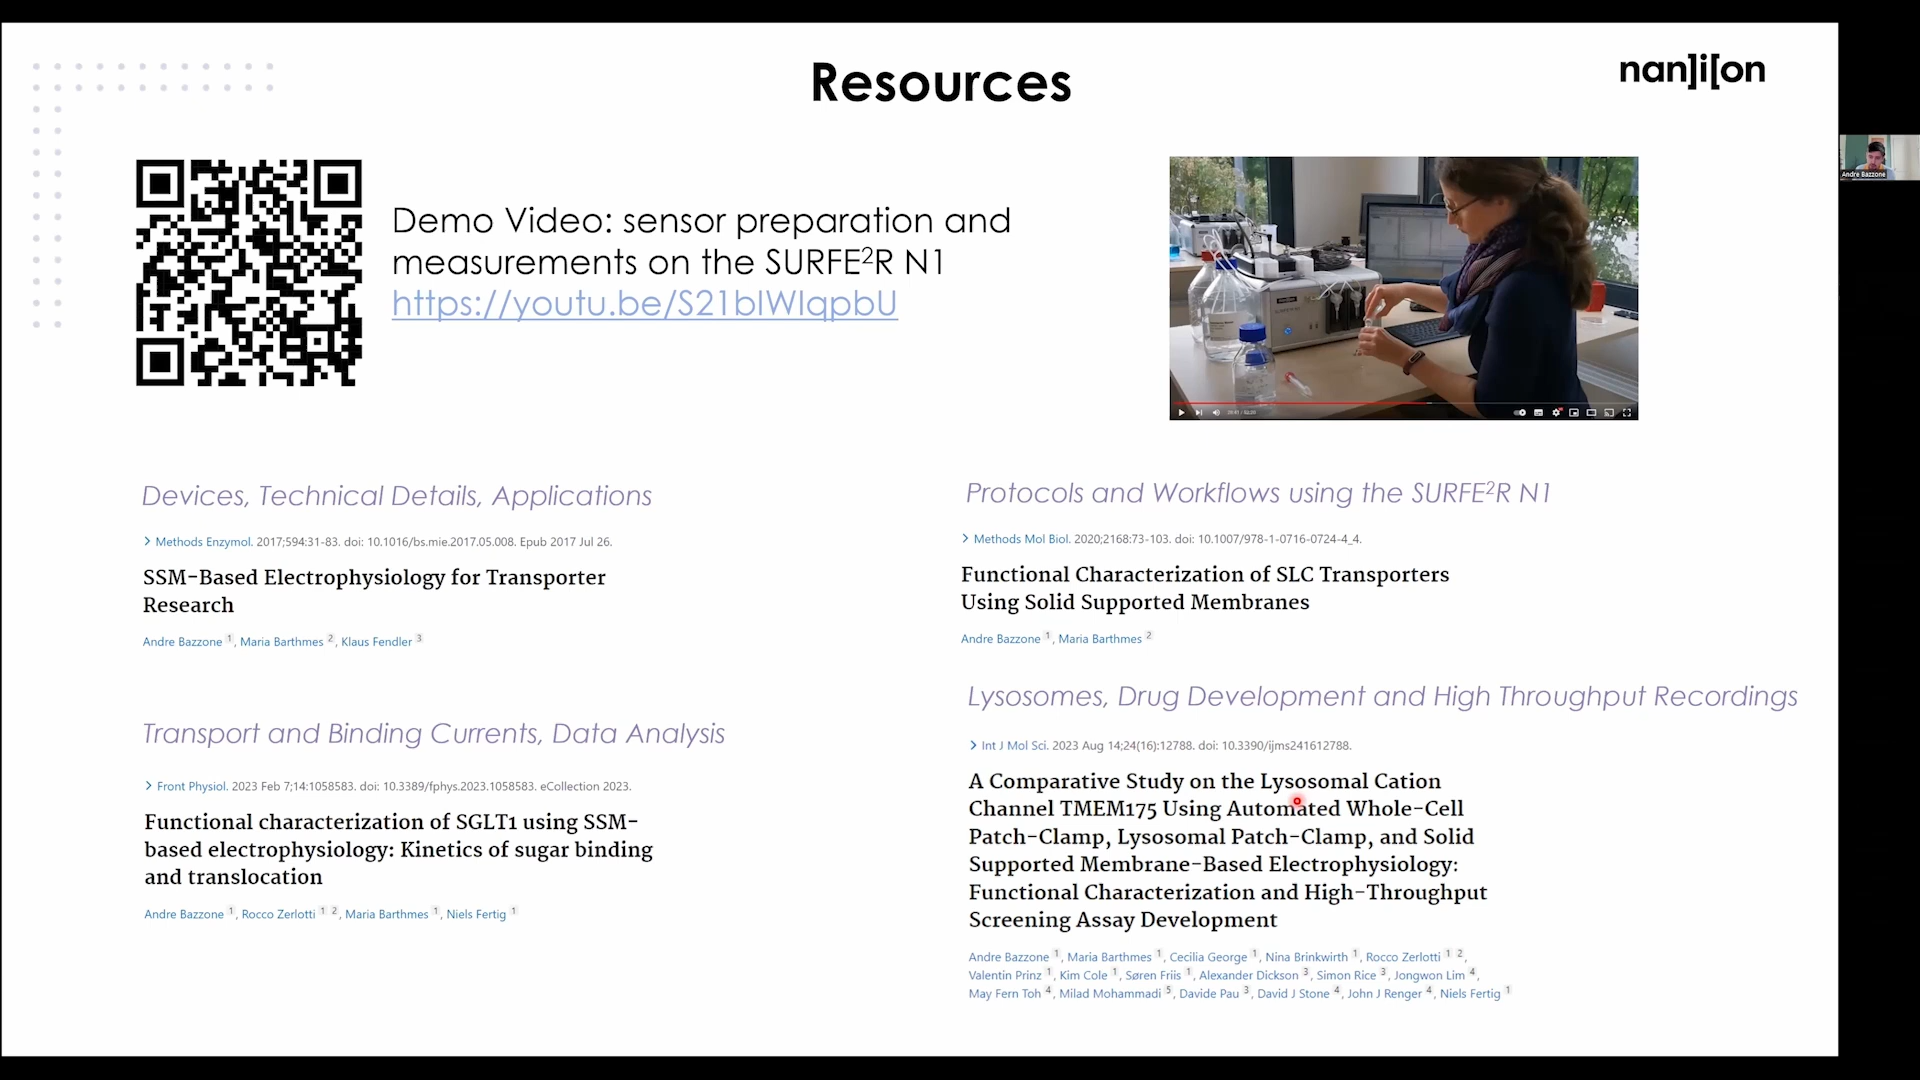 Resources
nan]i[on
Andre Bazzone
Demo Video: sensor preparation and
measurements on the SURFE²R N1
https://youtu.be/S21bIWIqpbU
Devices, Technical Details, Applications
Methods Enzymol. 2017;594:31-83. doi: 10.1016/bs.mie.2017.05.008. Epub 2017 Jul 26.
SSM-Based Electrophysiology for Transporter
Research
Andre Bazzone 1, Maria Barthmes 2, Klaus Fendler 3
Protocols and Workflows using the SURFE²R N1
Methods Mol Biol. 2020;2168:73-103. doi: 10.1007/978-1-0716-0724-4_4.
Functional Characterization of SLC Transporters
Using Solid Supported Membranes
Andre Bazzone 1, Maria Barthmes 2
Transport and Binding Currents, Data Analysis
Front Physiol. 2023 Feb 7;14:1058583. doi: 10.3389/fphys.2023.1058583. eCollection 2023.
Functional characterization of SGLT1 using SSM-
based electrophysiology: Kinetics of sugar binding
and translocation
Andre Bazzone 1, Rocco Zerlotti 1 2, Maria Barthmes 1, Niels Fertig 1
Lysosomes, Drug Development and High Throughput Recordings
Int J Mol Sci. 2023 Aug 14;24(16):12788. doi: 10.3390/ijms241612788.
A Comparative Study on the Lysosomal Cation
Channel TMEM175 Using Automated Whole-Cell
Patch-Clamp, Lysosomal Patch-Clamp, and Solid
Supported Membrane-Based Electrophysiology:
Functional Characterization and High-Throughput
Screening Assay Development
Andre Bazzone 1, Maria Barthmes 1, Cecilia George 1, Nina Brinkwirth 1, Rocco Zerlotti 1 2,
Valentin Prinz 1, Kim Cole 1, Søren Friis 1, Alexander Dickson 3, Simon Rice 3, Jongwon Lim 4,
May Fern Toh 4, Milad Mohammadi 5, Davide Pau 3, David J Stone 4, John J Renger 4, Niels Fertig 1